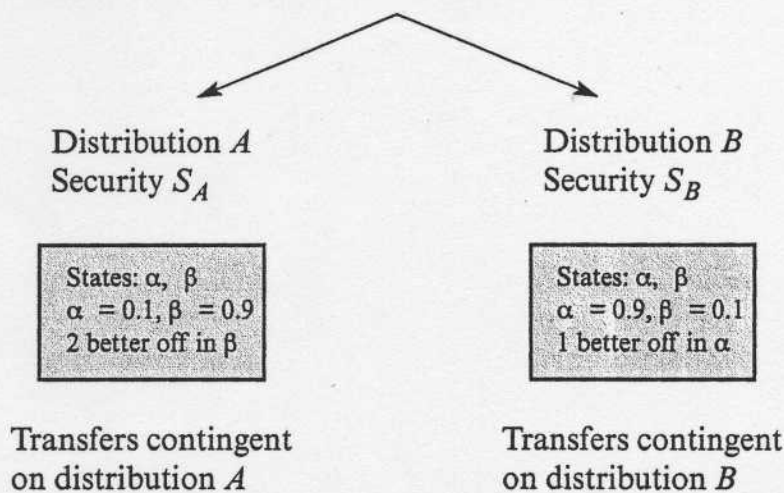 Distribution A
Security S_A
States: α, β
α = 0.1, β = 0.9
2 better off in β
Transfers contingent
on distribution A
Distribution B
Security S_B
States: α, β
α = 0.9, β = 0.1
1 better off in α
Transfers contingent
on distribution B